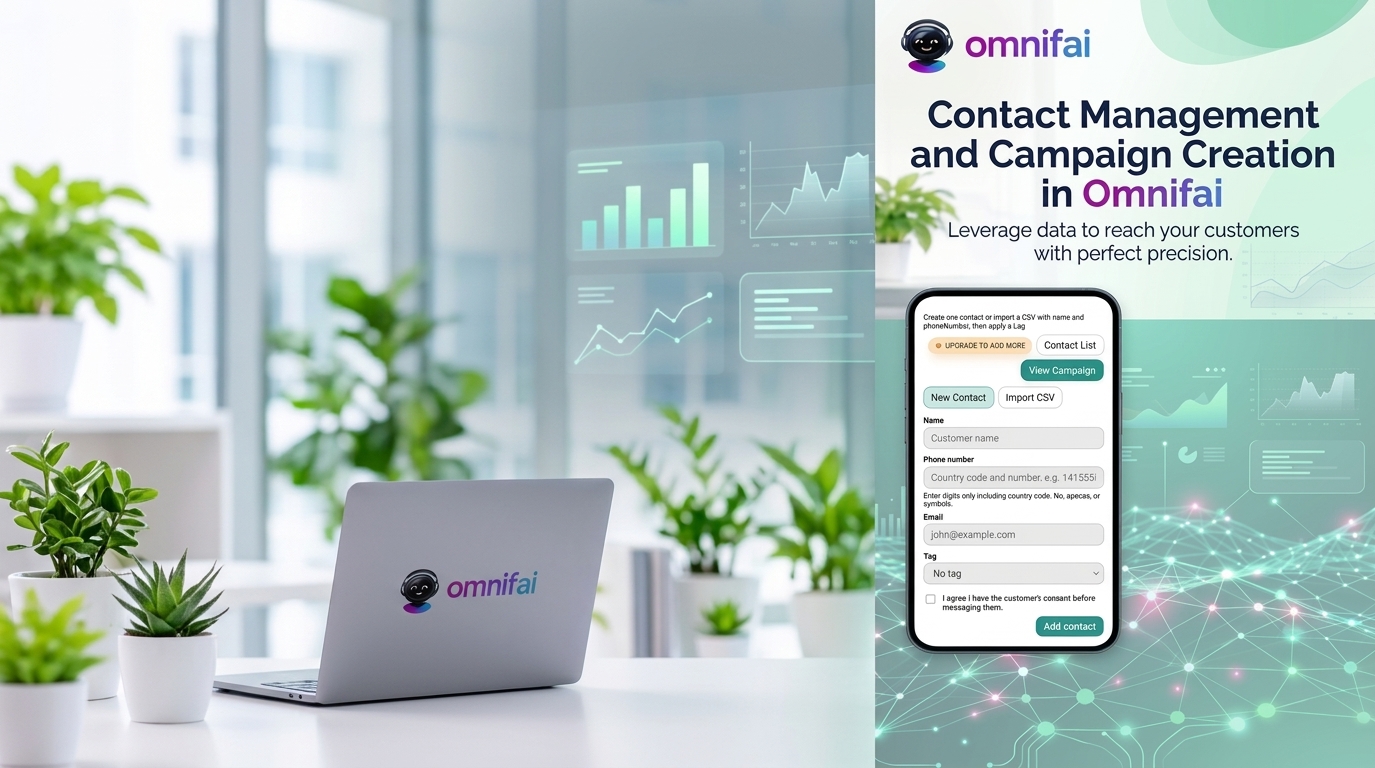 omnifai
omnifai
Contact Management
and Campaign Creation
in Omnifai
Leverage data to reach your customers
with perfect precision.
Create one contact or import a CSV with name and
phoneNumbsr, then apply a Lag
UPGRADE TO ADD MORE
Contact List
View Campaign
New Contact
Import CSV
Name
Customer name
Phone number
Country code and number. e.g. 141555
Enter digits only including country code. No, apecas, or
symbols.
Email
john@example.com
Tag
No tag
I agree i have the customer's consant before
messaging them.
Add contact